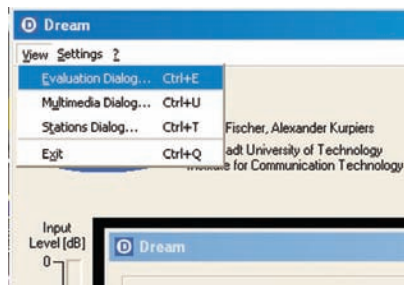 Dream
View Settings ?
Evaluation Dialog... Ctrl+E
Multimedia Dialog... Ctrl+U
Stations Dialog... Ctrl+T
Exit Ctrl+Q
Fischer, Alexander Kurpiers
adt University of Technology
e for Communication Technology
Input
Level [dB]
0
Dream